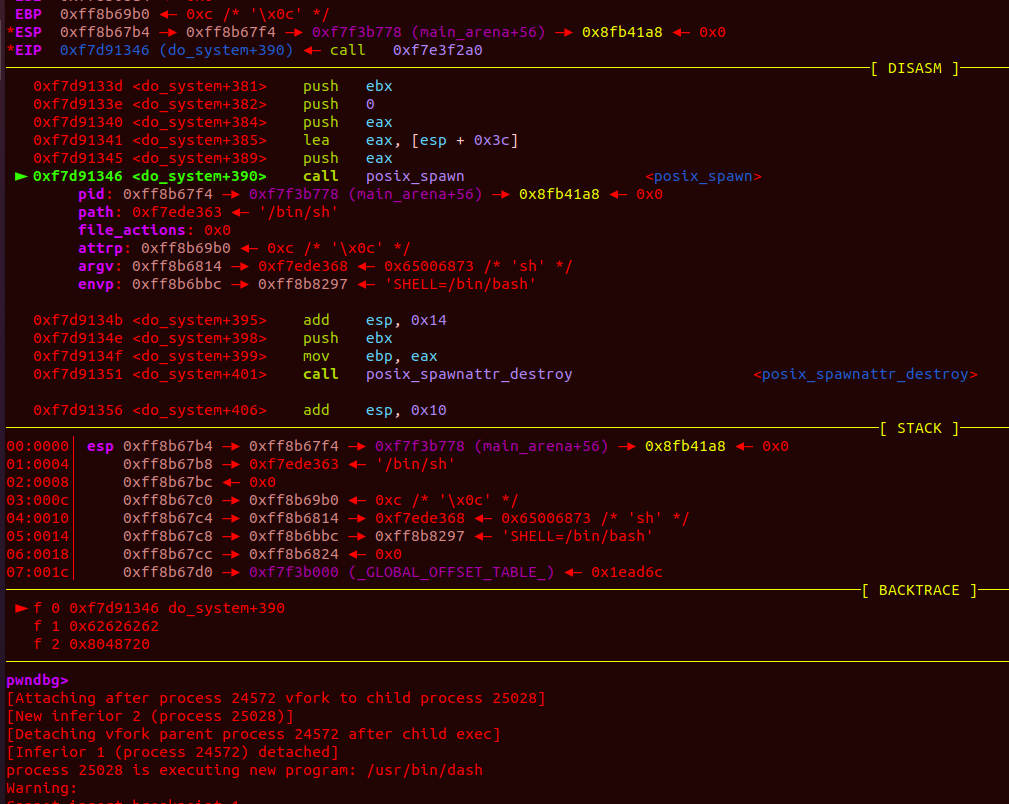 EBP  0xff8b69b0 ◂— 0xc /* '\x0c' */
*ESP  0xff8b67b4 —▸ 0xff8b67f4 —▸ 0xf7f3b778 (main_arena+56) —▸ 0x8fb41a8 ◂— 0x0
*EIP  0xf7d91346 (do_system+390) ◂— call   0xf7e3f2a0
[ DISASM ]
0xf7d9133d <do_system+381>    push   ebx
0xf7d9133e <do_system+382>    push   0
0xf7d91340 <do_system+384>    push   eax
0xf7d91341 <do_system+385>    lea    eax, [esp + 0x3c]
0xf7d91345 <do_system+389>    push   eax
► 0xf7d91346 <do_system+390>    call   posix_spawn                    <posix_spawn>
pid: 0xff8b67f4 —▸ 0xf7f3b778 (main_arena+56) —▸ 0x8fb41a8 ◂— 0x0
path: 0xf7ede363 ◂— '/bin/sh'
file_actions: 0x0
attrp: 0xff8b69b0 ◂— 0xc /* '\x0c' */
argv: 0xff8b6814 —▸ 0xf7ede368 ◂— 0x65006873 /* 'sh' */
envp: 0xff8b6bbc —▸ 0xff8b8297 ◂— 'SHELL=/bin/bash'
0xf7d9134b <do_system+395>    add    esp, 0x14
0xf7d9134e <do_system+398>    push   ebx
0xf7d9134f <do_system+399>    mov    ebp, eax
0xf7d91351 <do_system+401>    call   posix_spawnattr_destroy                    <posix_spawnattr_destroy>
0xf7d91356 <do_system+406>    add    esp, 0x10
[ STACK ]
00:0000│ esp 0xff8b67b4 —▸ 0xff8b67f4 —▸ 0xf7f3b778 (main_arena+56) —▸ 0x8fb41a8 ◂— 0x0
01:0004│     0xff8b67b8 —▸ 0xf7ede363 ◂— '/bin/sh'
02:0008│     0xff8b67bc ◂— 0x0
03:000c│     0xff8b67c0 —▸ 0xff8b69b0 ◂— 0xc /* '\x0c' */
04:0010│     0xff8b67c4 —▸ 0xff8b6814 —▸ 0xf7ede368 ◂— 0x65006873 /* 'sh' */
05:0014│     0xff8b67c8 —▸ 0xff8b6bbc —▸ 0xff8b8297 ◂— 'SHELL=/bin/bash'
06:0018│     0xff8b67cc —▸ 0xff8b6824 ◂— 0x0
07:001c│     0xff8b67d0 —▸ 0xf7f3b000 (_GLOBAL_OFFSET_TABLE_) ◂— 0x1ead6c
[ BACKTRACE ]
► f 0 0xf7d91346 do_system+390
f 1 0x62626262
f 2 0x8048720
pwndbg>
[Attaching after process 24572 vfork to child process 25028]
[New inferior 2 (process 25028)]
[Detaching vfork parent process 24572 after child exec]
[Inferior 1 (process 24572) detached]
process 25028 is executing new program: /usr/bin/dash
Warning: